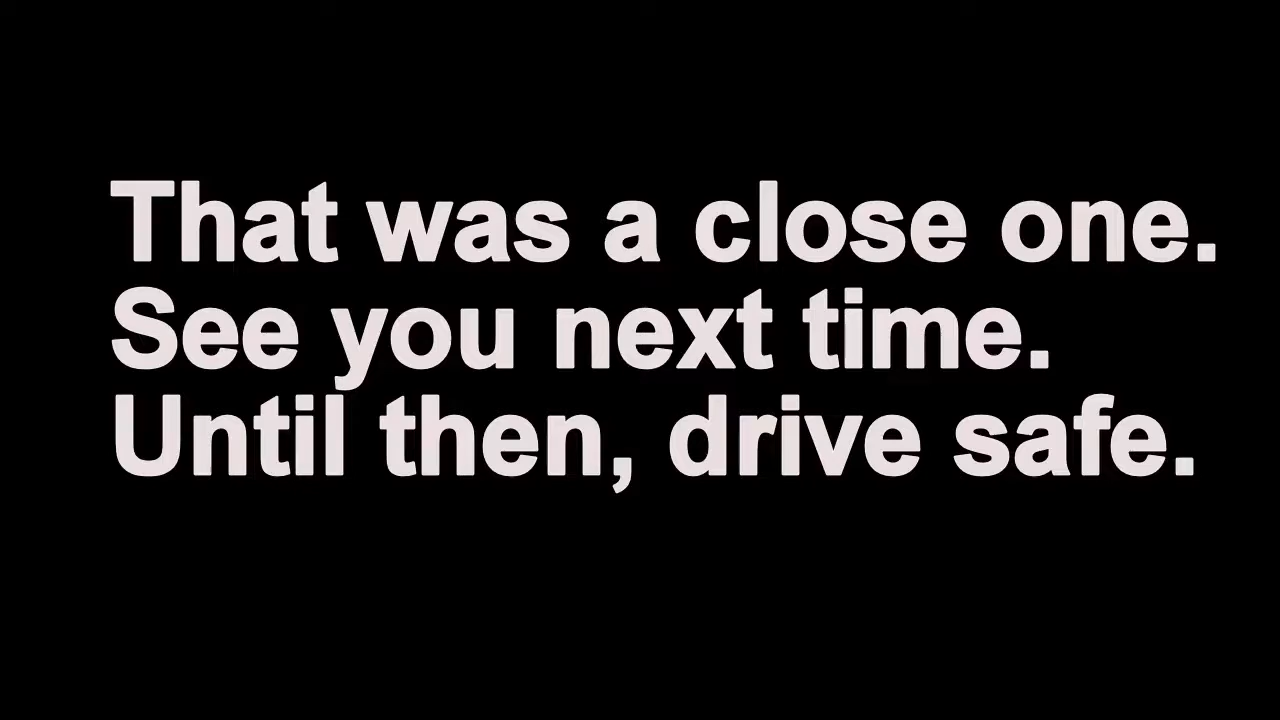 That was a close one.
See you next time.
Until then, drive safe.